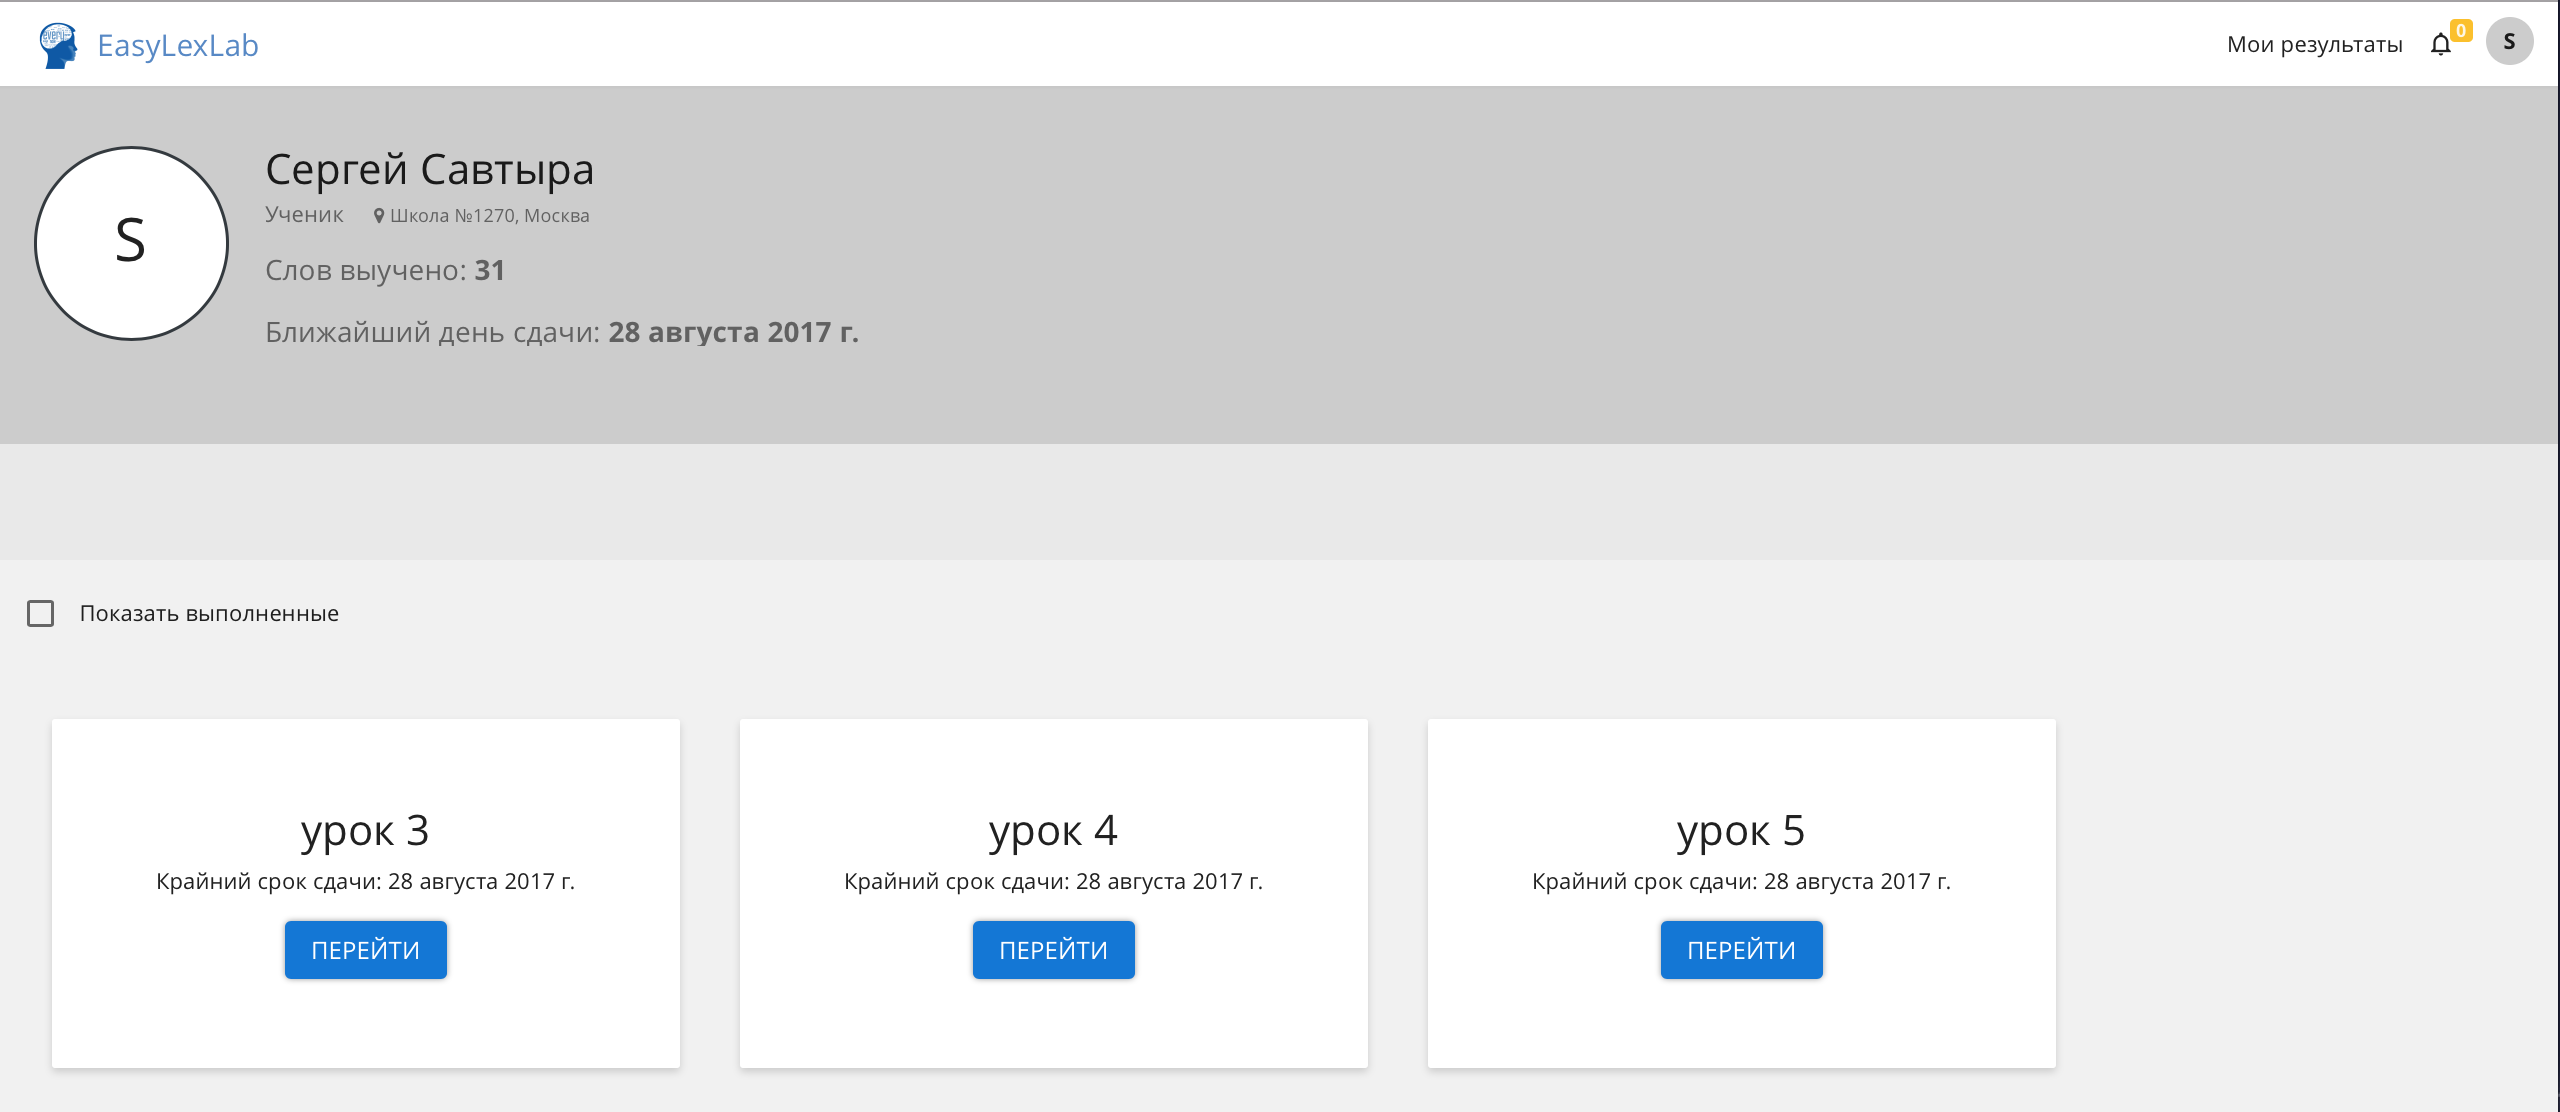 EasyLexLab
Мои результаты
0
S
S
Сергей Савтыра
Ученик Школа №1270, Москва
Слов выучено: 31
Ближайший день сдачи: 28 августа 2017 г.
Показать выполненные
урок 3
Крайний срок сдачи: 28 августа 2017 г.
ПЕРЕЙТИ
урок 4
Крайний срок сдачи: 28 августа 2017 г.
ПЕРЕЙТИ
урок 5
Крайний срок сдачи: 28 августа 2017 г.
ПЕРЕЙТИ